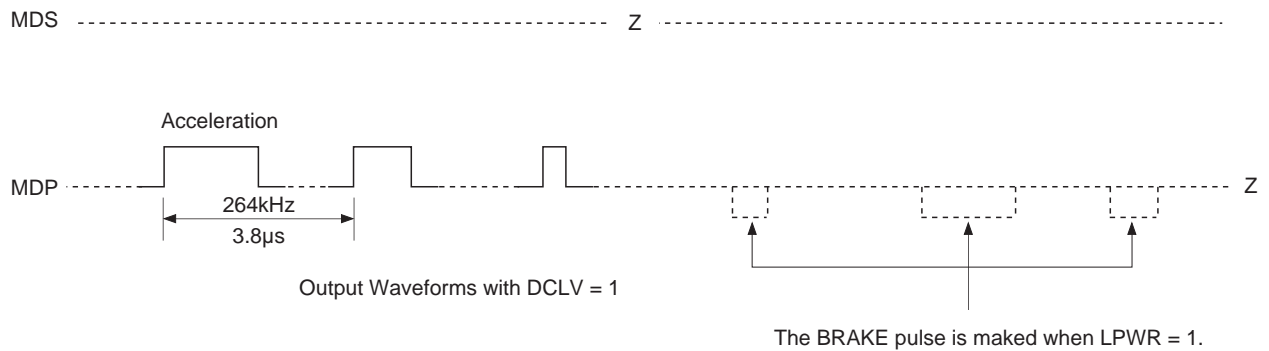 MDS Z
Acceleration
MDP Z
264kHz
3.8µs
Output Waveforms with DCLV = 1
The BRAKE pulse is maked when LPWR = 1.